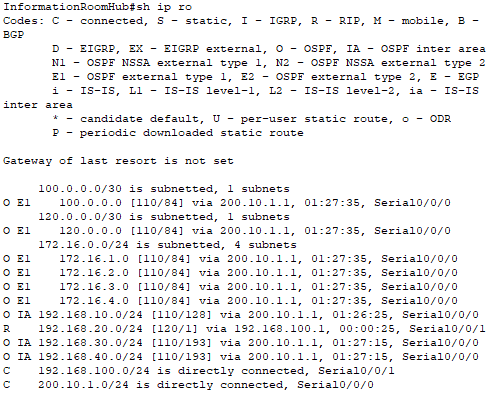 InformationRoomHub#sh ip ro
Codes: C - connected, S - static, I - IGRP, R - RIP, M - mobile, B -
BGP
D - EIGRP, EX - EIGRP external, O - OSPF, IA - OSPF inter area
N1 - OSPF NSSA external type 1, N2 - OSPF NSSA external type 2
E1 - OSPF external type 1, E2 - OSPF external type 2, E - EGP
i - IS-IS, L1 - IS-IS level-1, L2 - IS-IS level-2, ia - IS-IS
inter area
* - candidate default, U - per-user static route, o - ODR
P - periodic downloaded static route
Gateway of last resort is not set
100.0.0.0/30 is subnetted, 1 subnets
O E1 100.0.0.0 [110/84] via 200.10.1.1, 01:27:35, Serial0/0/0
120.0.0.0/30 is subnetted, 1 subnets
O E1 120.0.0.0 [110/84] via 200.10.1.1, 01:27:35, Serial0/0/0
172.16.0.0/24 is subnetted, 4 subnets
O E1 172.16.1.0 [110/84] via 200.10.1.1, 01:27:35, Serial0/0/0
O E1 172.16.2.0 [110/84] via 200.10.1.1, 01:27:35, Serial0/0/0
O E1 172.16.3.0 [110/84] via 200.10.1.1, 01:27:35, Serial0/0/0
O E1 172.16.4.0 [110/84] via 200.10.1.1, 01:27:35, Serial0/0/0
O IA 192.168.10.0/24 [110/128] via 200.10.1.1, 01:26:25, Serial0/0/0
R 192.168.20.0/24 [120/1] via 192.168.100.1, 00:00:25, Serial0/0/1
O IA 192.168.30.0/24 [110/193] via 200.10.1.1, 01:27:15, Serial0/0/0
O IA 192.168.40.0/24 [110/193] via 200.10.1.1, 01:27:15, Serial0/0/0
C 192.168.100.0/24 is directly connected, Serial0/0/1
C 200.10.1.0/24 is directly connected, Serial0/0/0